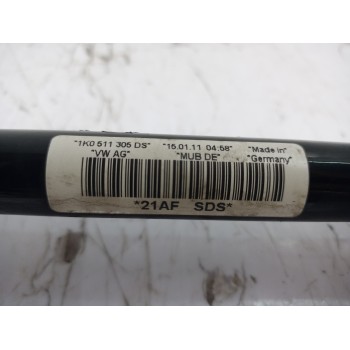 "1K0 511 305 DS" "15.01.11 04:58" "Made in"
"VW AG" "MUB DE" "Germany"
*21AF SDS*